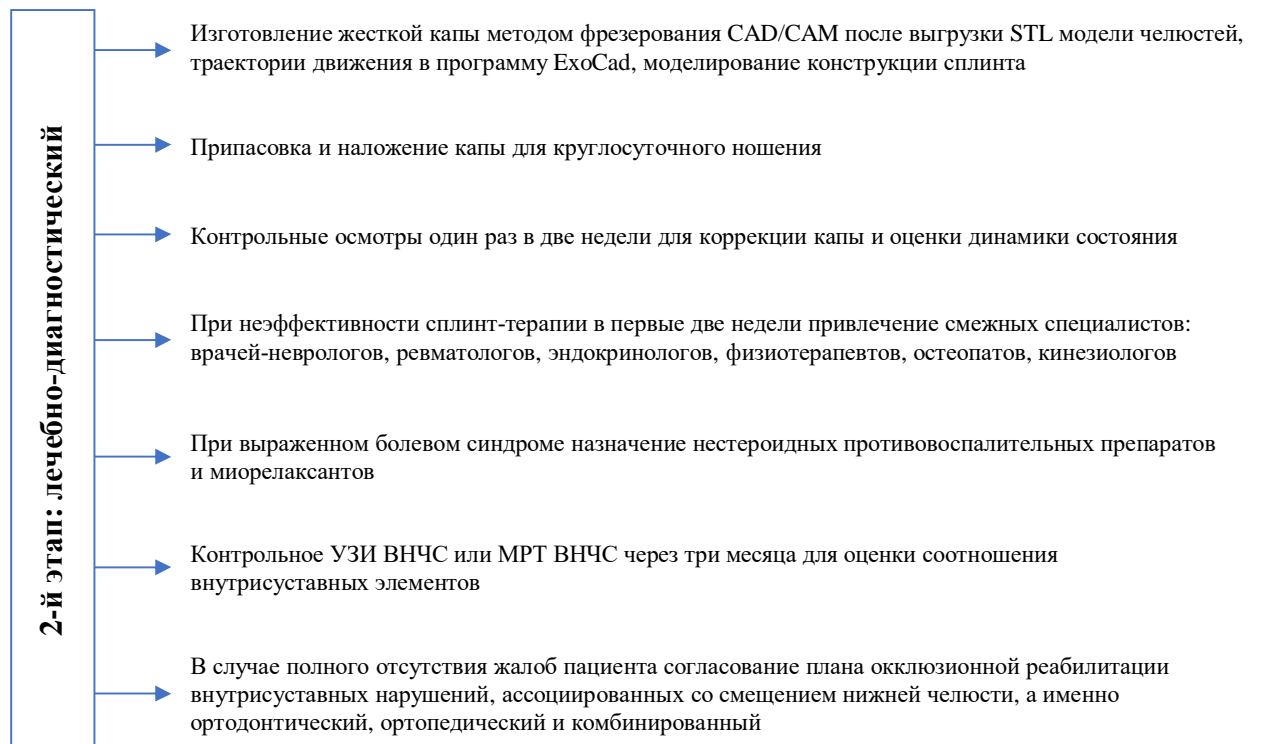 2-й этап: лечебно-диагностический
Изготовление жесткой капы методом фрезерования CAD/CAM после выгрузки STL модели челюстей,
траектории движения в программу ExoCad, моделирование конструкции сплинта
Припасовка и наложение капы для круглосуточного ношения
Контрольные осмотры один раз в две недели для коррекции капы и оценки динамики состояния
При неэффективности сплинт-терапии в первые две недели привлечение смежных специалистов:
врачей-неврологов, ревматологов, эндокринологов, физиотерапевтов, остеопатов, кинезиологов
При выраженном болевом синдроме назначение нестероидных противовоспалительных препаратов
и миорелаксантов
Контрольное УЗИ ВНЧС или МРТ ВНЧС через три месяца для оценки соотношения
внутрисуставных элементов
В случае полного отсутствия жалоб пациента согласование плана окклюзионной реабилитации
внутрисуставных нарушений, ассоциированных со смещением нижней челюсти, а именно
ортодонтический, ортопедический и комбинированный